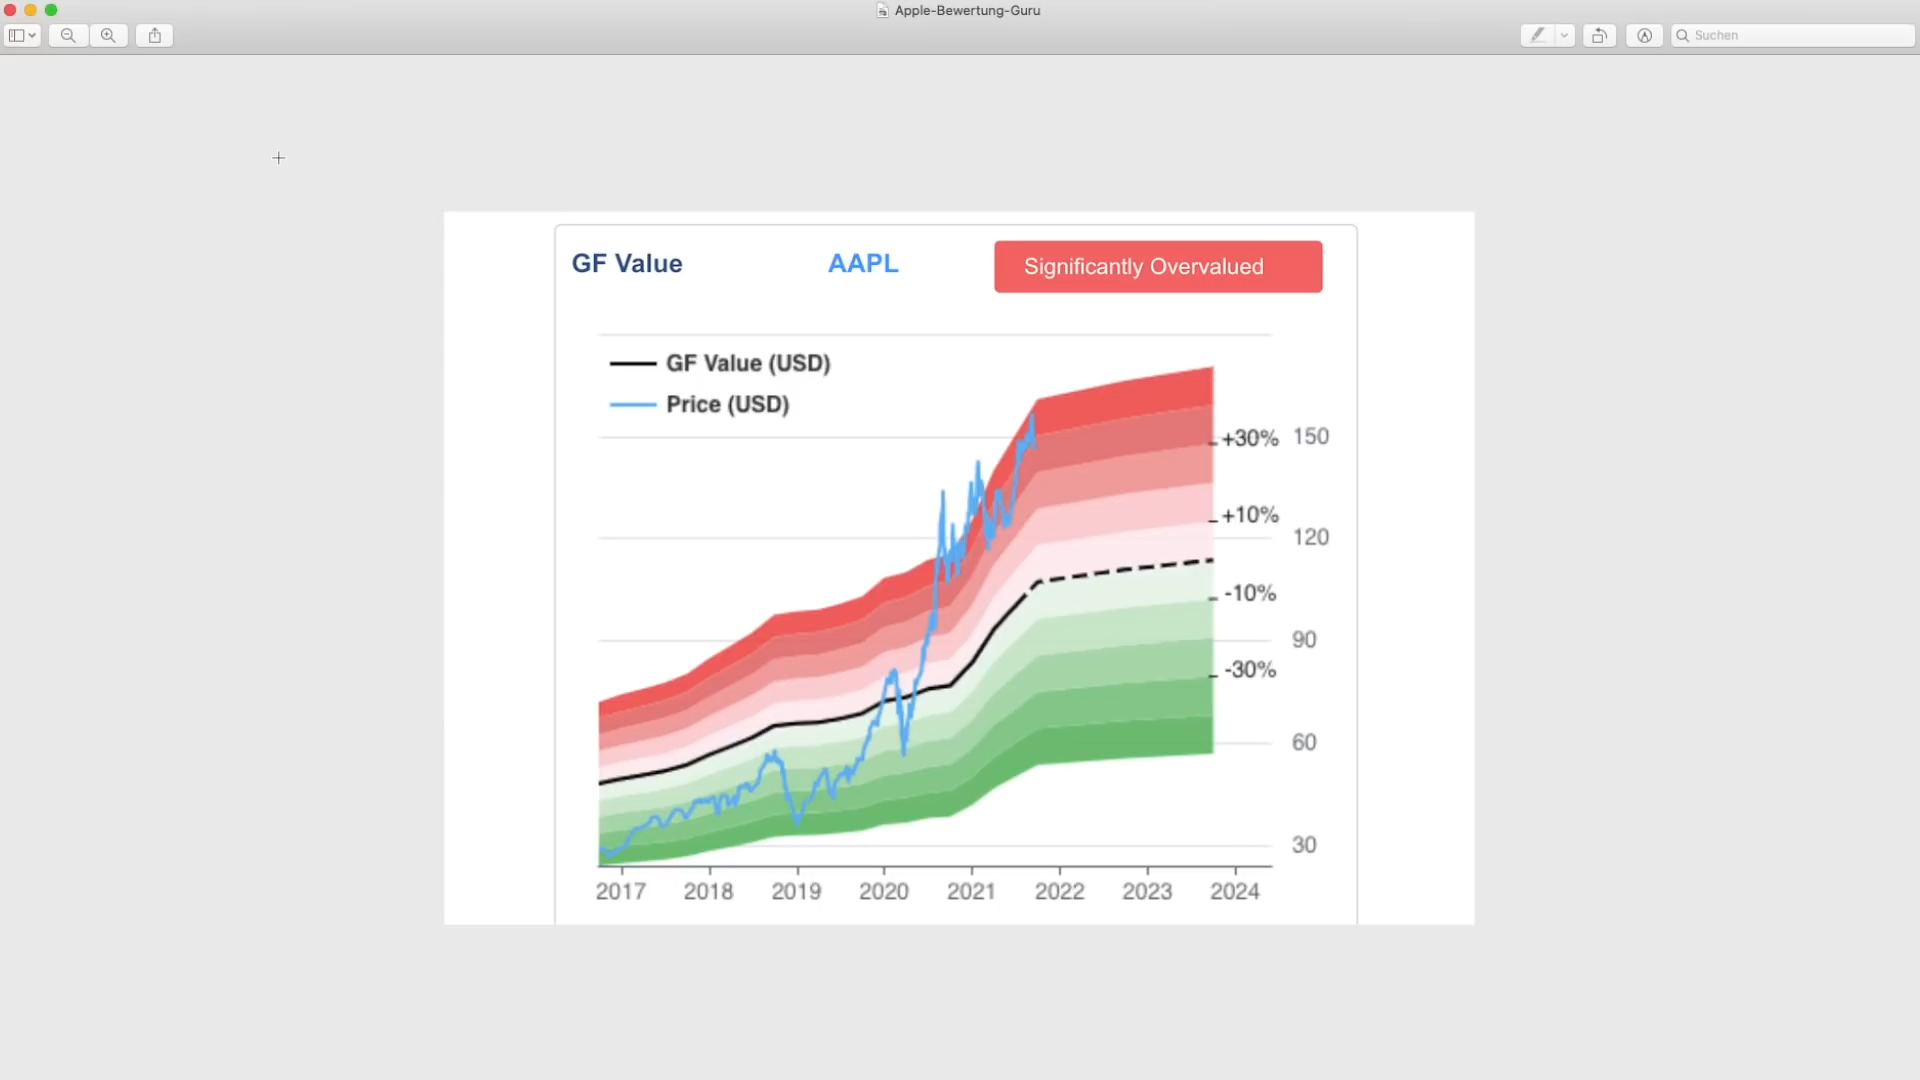 Apple-Bewertung-Guru
Suchen
GF Value
AAPL
Significantly Overvalued
GF Value (USD)
Price (USD)
+30%
150
+10%
120
-10%
90
-30%
60
30
2017
2018
2019
2020
2021
2022
2023
2024